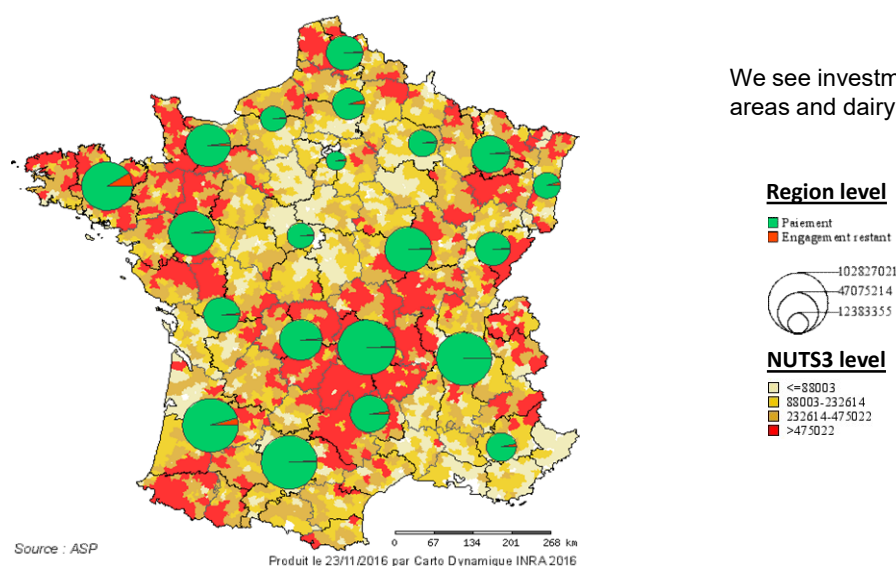 We see investm
areas and dairy
Region level
Paiement
Engagement restant
102827021
47075214
12383355
NUTS3 level
<=88003
88003-232614
232614-475022
>475022
0 67 134 201 268 km
Source : ASP
Produit le 23/11/2016 par Carto Dynamique INRA 2016